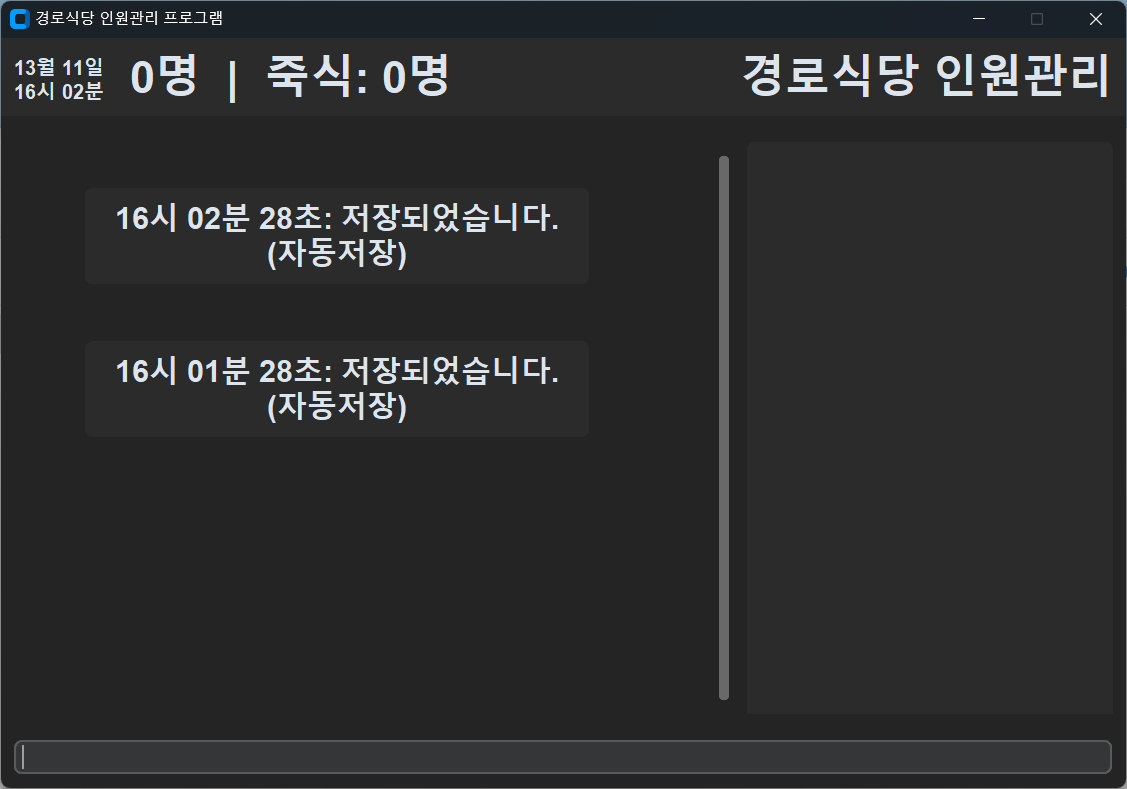 경로식당 인원관리 프로그램
13월 11일
16시 02분
0명 | 죽식: 0명
경로식당 인원관리
16시 02분 28초: 저장되었습니다.
(자동저장)
16시 01분 28초: 저장되었습니다.
(자동저장)